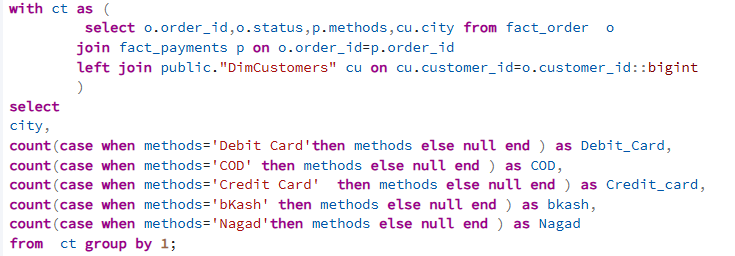 with ct as (
select o.order_id,o.status,p.methods,cu.city from fact_order  o
join fact_payments p on o.order_id=p.order_id
left join public."DimCustomers" cu on cu.customer_id=o.customer_id::bigint
)
select
city,
count(case when methods='Debit Card'then methods else null end ) as Debit_Card,
count(case when methods='COD' then methods else null end ) as COD,
count(case when methods='Credit Card'  then methods else null end ) as Credit_card,
count(case when methods='bKash' then methods else null end ) as bkash,
count(case when methods='Nagad'then methods else null end ) as Nagad
from  ct group by 1;